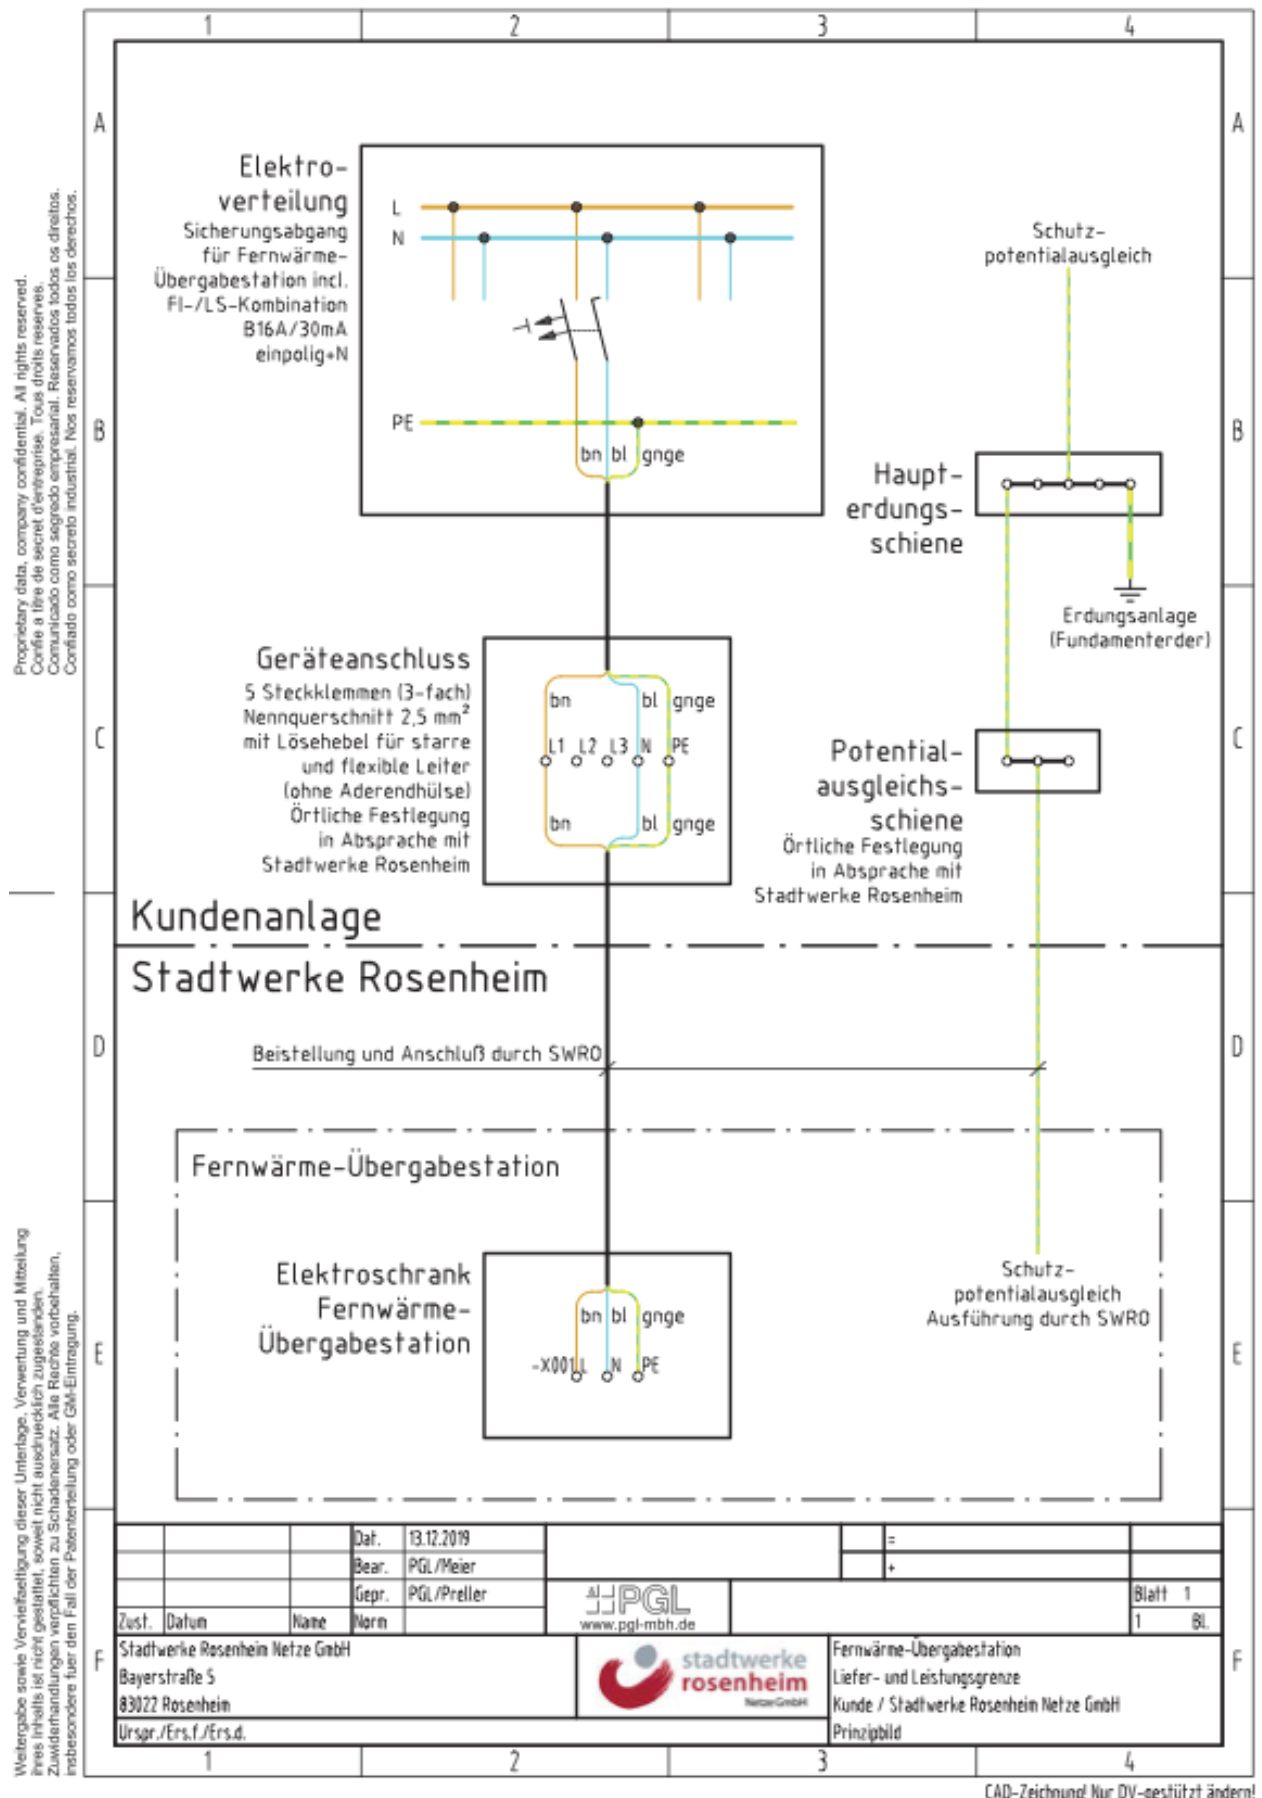 1 2 3 4
A A
B B
C C
D D
E E
F F
Proprietary data, company confidential. All rights reserved.
Confie a titre de secret d'entreprise. Tous droits reserves.
Comunicado como segredo empresarial. Reservados todos os direitos.
Confiado como secreto industrial. Nos reservamos todos los derechos.
Weitergabe sowie Vervielfaeltigung dieser Unterlage, Verwertung und Mitteilung
ihres Inhalts ist nicht gestattet, soweit nicht ausdruecklich zugestanden.
Zuwiderhandlungen verpflichten zu Schadenersatz. Alle Rechte vorbehalten,
insbesondere fuer den Fall der Patenterteilung oder GM-Eintragung.
Elektro-
verteilung
Sicherungsabgang
für Fernwärme-
Übergabestation incl.
FI-/LS-Kombination
B16A/30mA
einpolig+N
L
N
PE
bn bl gnge
Schutz-
potentialausgleich
Haupt-
erdungs-
schiene
Erdungsanlage
(Fundamenterder)
Geräteanschluss
5 Steckklemmen (3-fach)
Nennquerschnitt 2,5 mm²
mit Lösehebel für starre
und flexible Leiter
(ohne Aderendhülse)
Örtliche Festlegung
in Absprache mit
Stadtwerke Rosenheim
bn bl gnge
L1 L2 L3 N PE
bn bl gnge
Potential-
ausgleichs-
schiene
Örtliche Festlegung
in Absprache mit
Stadtwerke Rosenheim
Kundenanlage
Stadtwerke Rosenheim
Beistellung und Anschluß durch SWRO
Fernwärme-Übergabestation
Elektroschrank
Fernwärme-
Übergabestation
bn bl gnge
-X001 L N PE
Schutz-
potentialausgleich
Ausführung durch SWRO
Dat. 13.12.2019 =
Bear. PGL/Meier +
Gepr. PGL/Preller Blatt 1
Zust. Datum Name Norm 1 Bl.
PGL
www.pgl-mbh.de
Stadtwerke Rosenheim Netze GmbH
Bayerstraße 5
83022 Rosenheim
Urspr./Ers.f./Ers.d.
stadtwerke
rosenheim
Netze GmbH
Fernwärme-Übergabestation
Liefer- und Leistungsgrenze
Kunde / Stadtwerke Rosenheim Netze GmbH
Prinzipbild
1 2 3 4
CAD-Zeichnung! Nur DV-gestützt ändern!